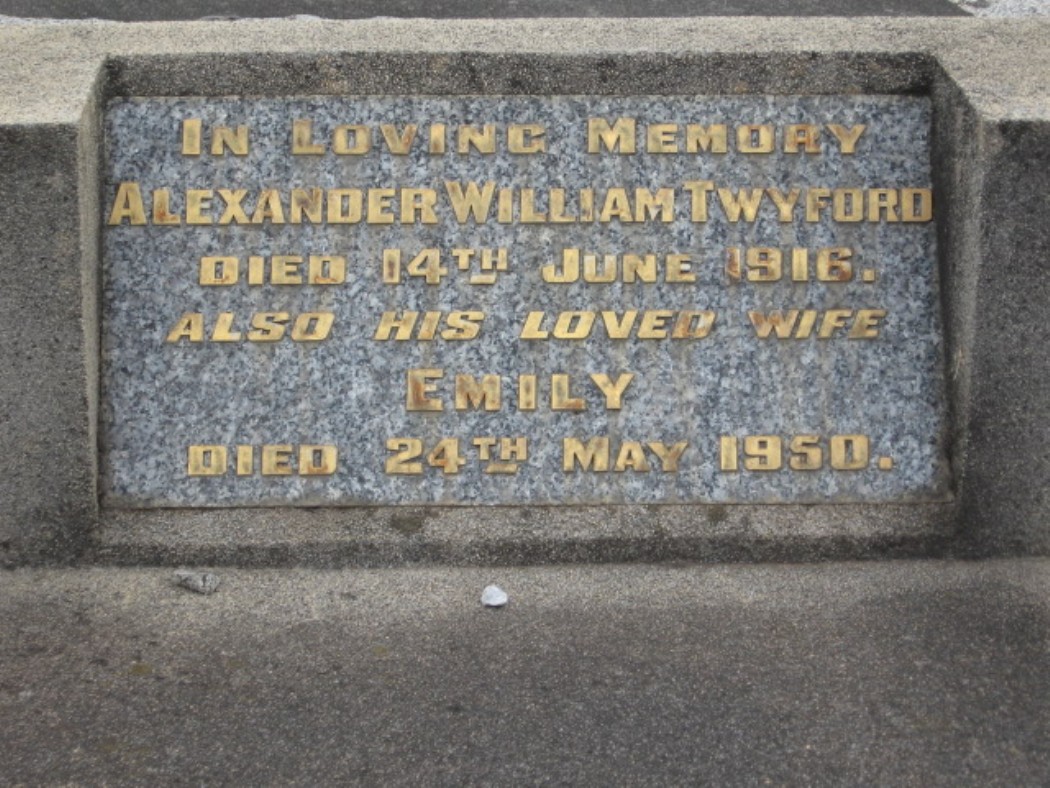 In Loving Memory
Alexander William Twyford
DIED 14TH June 1916.
ALSO HIS LOVED WIFE
Emily
DIED 24TH May 1950.